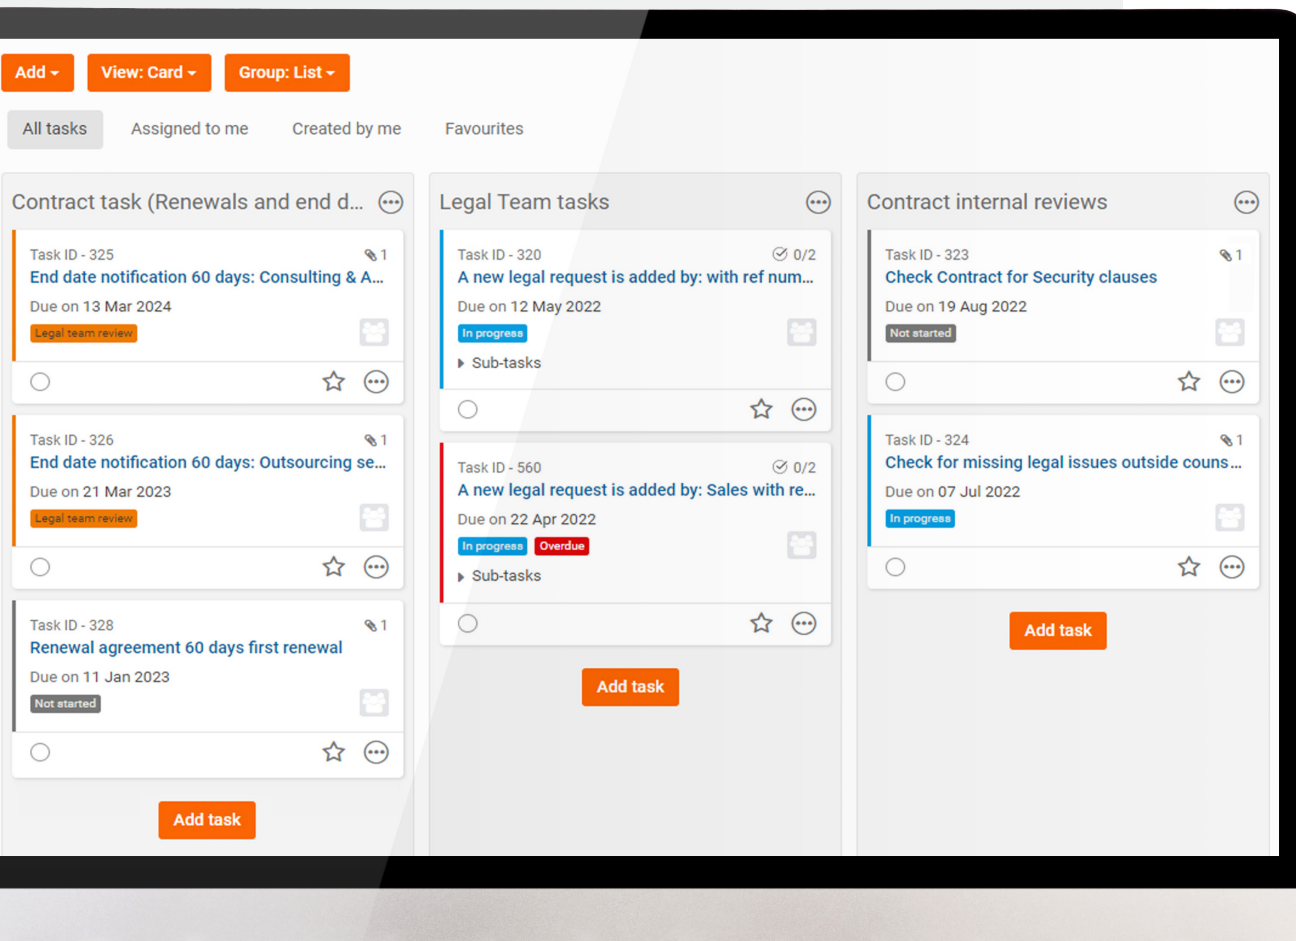 Add
View: Card
Group: List
All tasks
Assigned to me
Created by me
Favourites
Contract task (Renewals and end d...
Task ID - 325
1
End date notification 60 days: Consulting & A...
Due on 13 Mar 2024
Legal team review
Task ID - 326
1
End date notification 60 days: Outsourcing se...
Due on 21 Mar 2023
Legal team review
Task ID - 328
1
Renewal agreement 60 days first renewal
Due on 11 Jan 2023
Not started
Add task
Legal Team tasks
Task ID - 320
0/2
A new legal request is added by: with ref num...
Due on 12 May 2022
In progress
Sub-tasks
Task ID - 560
0/2
A new legal request is added by: Sales with re...
Due on 22 Apr 2022
In progress Overdue
Sub-tasks
Add task
Contract internal reviews
Task ID - 323
1
Check Contract for Security clauses
Due on 19 Aug 2022
Not started
Task ID - 324
1
Check for missing legal issues outside couns...
Due on 07 Jul 2022
In progress
Add task